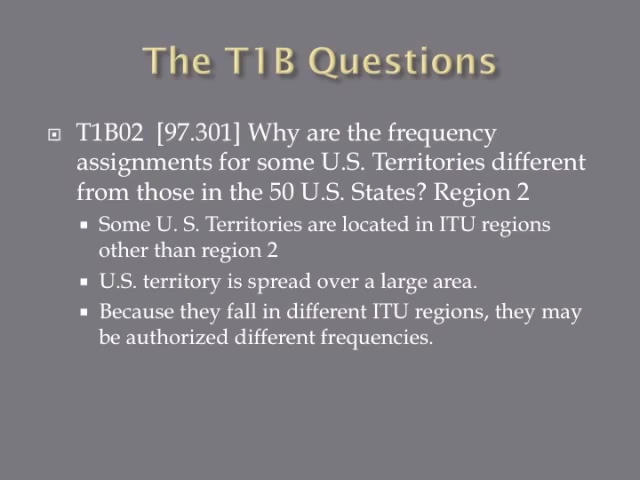 The T1B Questions
T1B02 [97.301] Why are the frequency
assignments for some U.S. Territories different
from those in the 50 U.S. States? Region 2
Some U. S. Territories are located in ITU regions
other than region 2
U.S. territory is spread over a large area.
Because they fall in different ITU regions, they may
be authorized different frequencies.